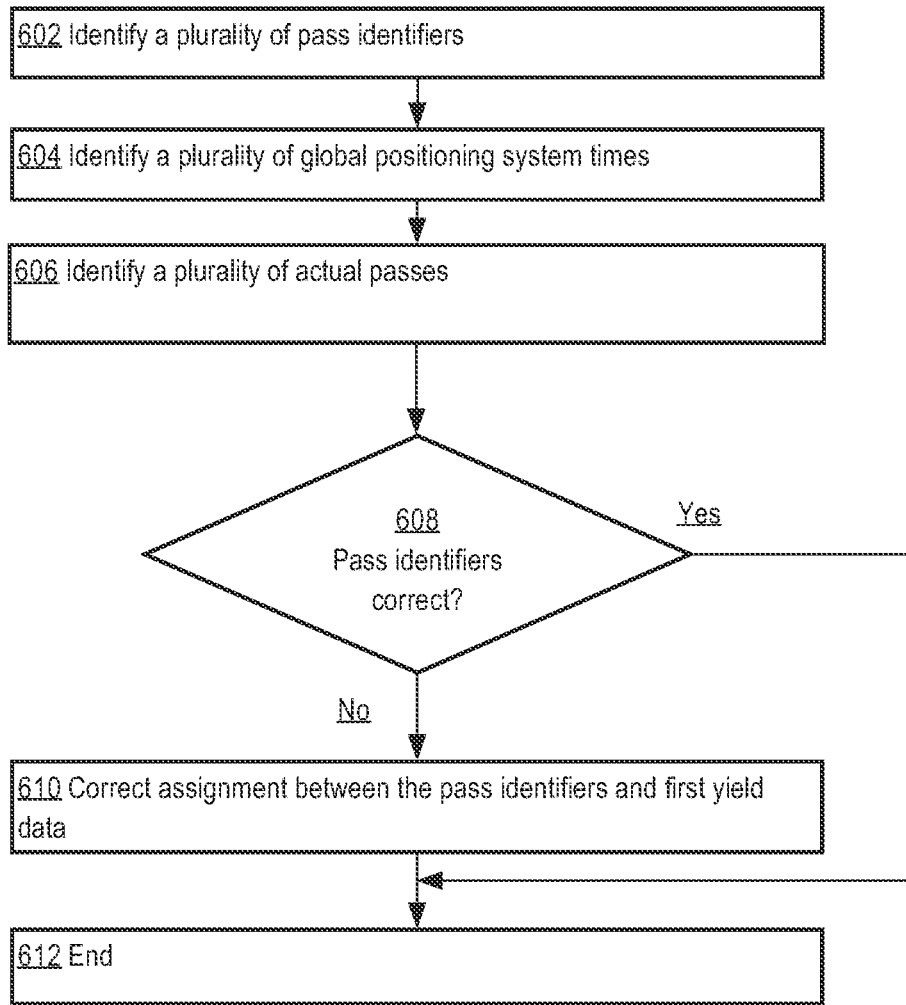 602 Identify a plurality of pass identifiers
604 Identify a plurality of global positioning system times
606 Identify a plurality of actual passes
608
Pass identifiers
correct?
Yes
No
610 Correct assignment between the pass identifiers and first yield
data
612 End